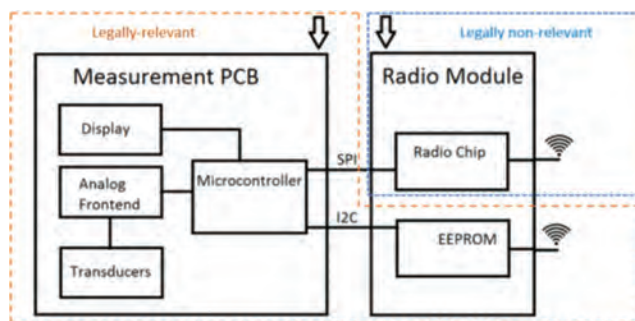 Legally-relevant
Legally non-relevant
Measurement PCB
Radio Module
Display
SPI
Radio Chip
Analog
Frontend
Microcontroller
I2C
EEPROM
Transducers